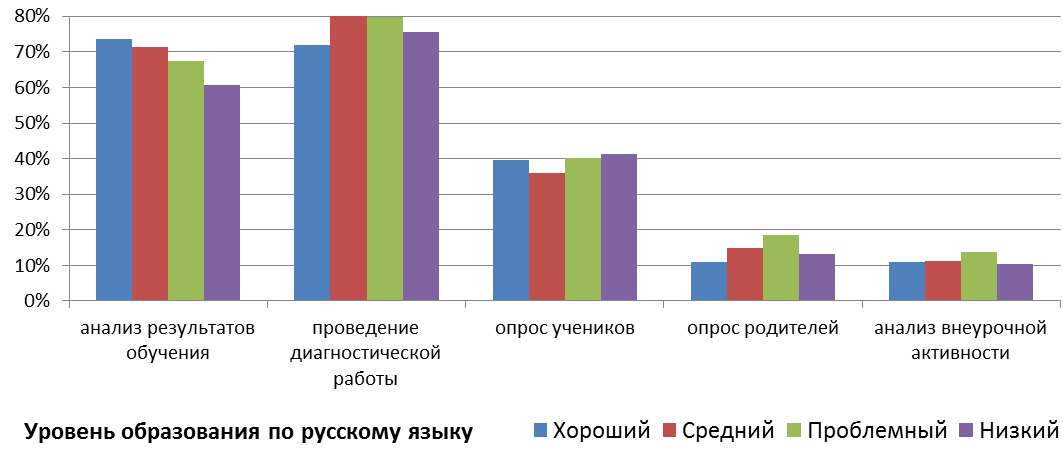 80%
70%
60%
50%
40%
30%
20%
10%
0%
анализ результатов
обучения
проведение
диагностической
работы
опрос учеников
опрос родителей
анализ внеурочной
активности
Уровень образования по русскому языку
Хороший
Средний
Проблемный
Низкий